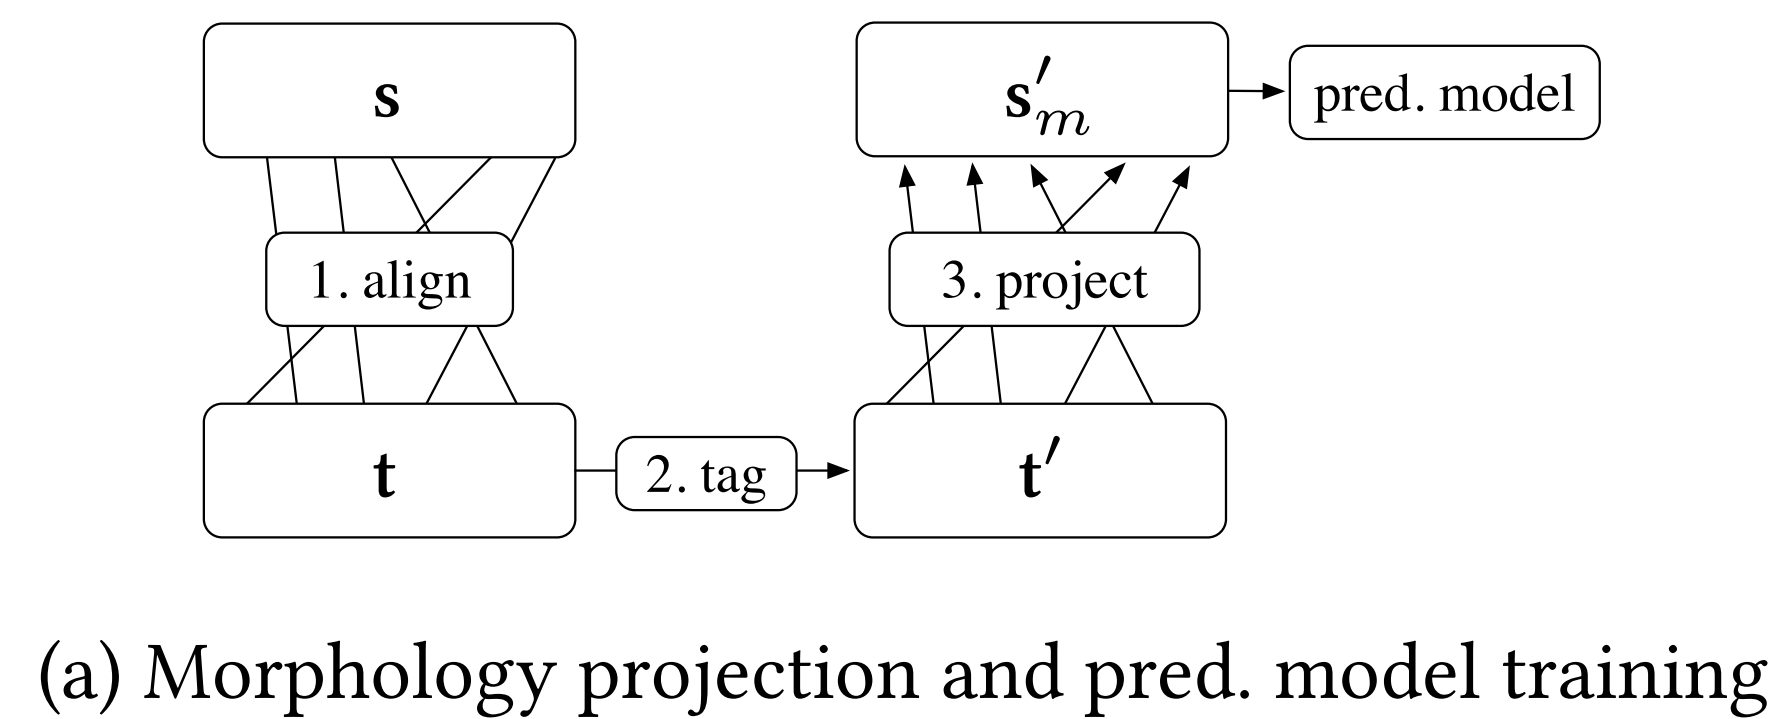 s
s′m
pred. model
1. align
3. project
t
2. tag
t′
(a) Morphology projection and pred. model training